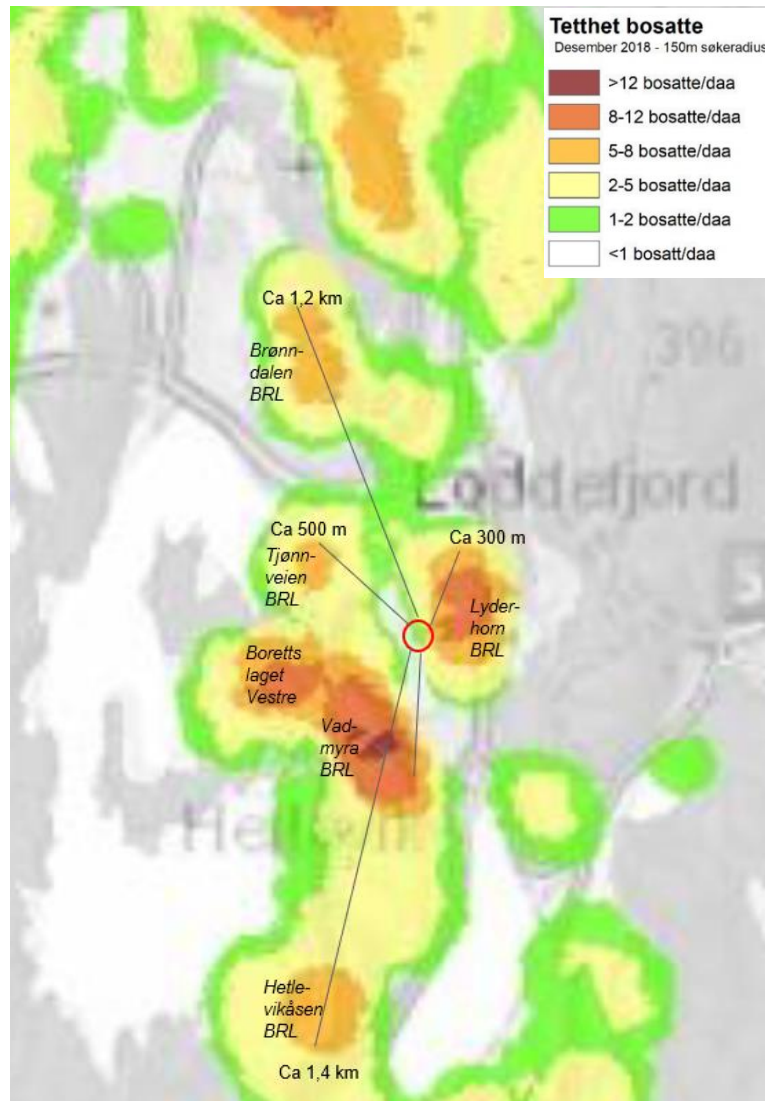 Tetthet bosatte
Desember 2018 - 150m søkeradius
>12 bosatte/daa
8-12 bosatte/daa
5-8 bosatte/daa
2-5 bosatte/daa
1-2 bosatte/daa
<1 bosatt/daa
Ca 1,2 km
396
Brønn-
dalen
BRL
Loddefjord
Ca 500 m
Ca 300 m
Tjønn-
veien
BRL
Lyder-
horn
BRL
Boretts
laget
Vestre
Vad-
myra
BRL
Hetle-
vikåsen
BRL
Ca 1,4 km